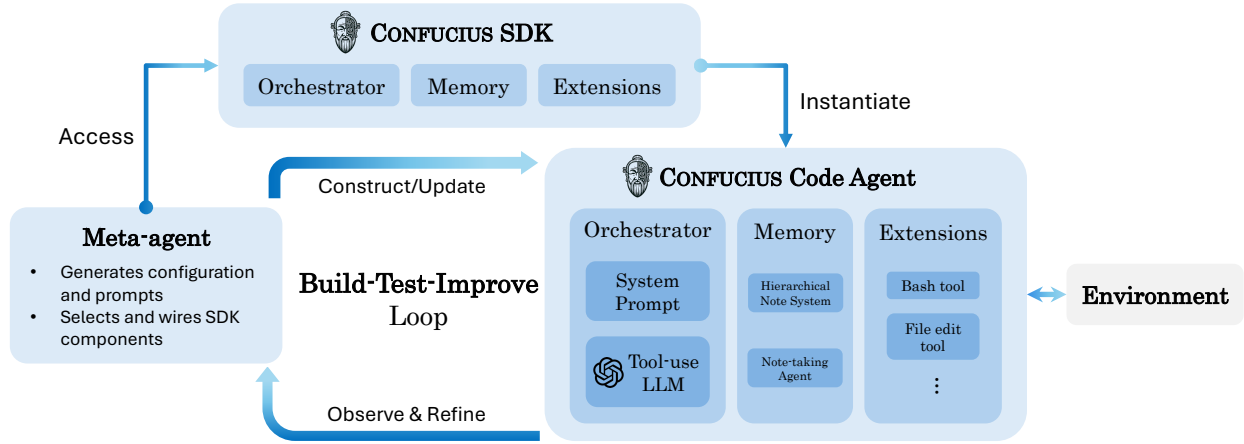 CONFUCIUS SDK
Orchestrator
Memory
Extensions
Access
Instantiate
Construct/Update
Meta-agent
• Generates configuration
and prompts
• Selects and wires SDK
components
Build-Test-Improve
Loop
Observe & Refine
CONFUCIUS Code Agent
Orchestrator
System
Prompt
Tool-use
LLM
Memory
Hierarchical
Note System
Note-taking
Agent
Extensions
Bash tool
File edit
tool
⋮
Environment